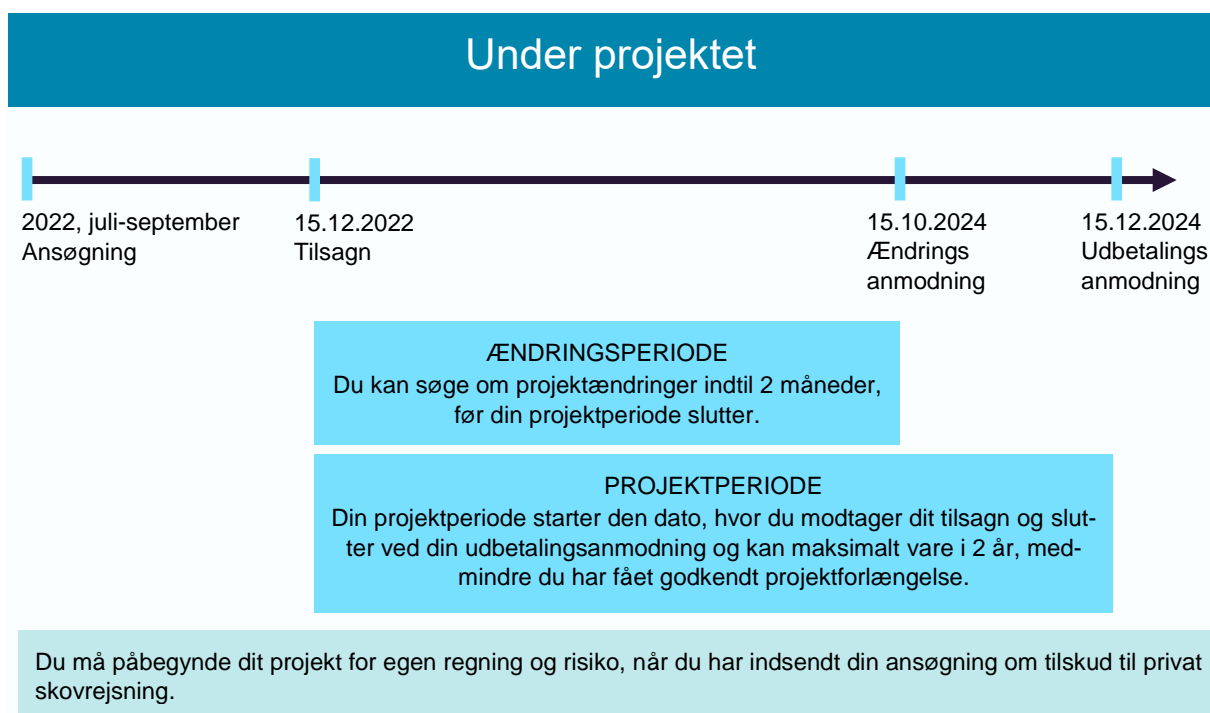 Under projektet
2022, juli-september
Ansøgning
15.12.2022
Tilsagn
15.10.2024
Ændrings
anmodning
15.12.2024
Udbetalings
anmodning
ÆNDRINGSPERIODE
Du kan søge om projektændringer indtil 2 måneder,
før din projektperiode slutter.
PROJEKTPERIODE
Din projektperiode starter den dato, hvor du modtager dit tilsagn og slut-
ter ved din udbetalingsanmodning og kan maksimalt vare i 2 år, med-
mindre du har fået godkendt projektforlængelse.
Du må påbegynde dit projekt for egen regning og risiko, når du har indsendt din ansøgning om tilskud til privat
skovrejsning.